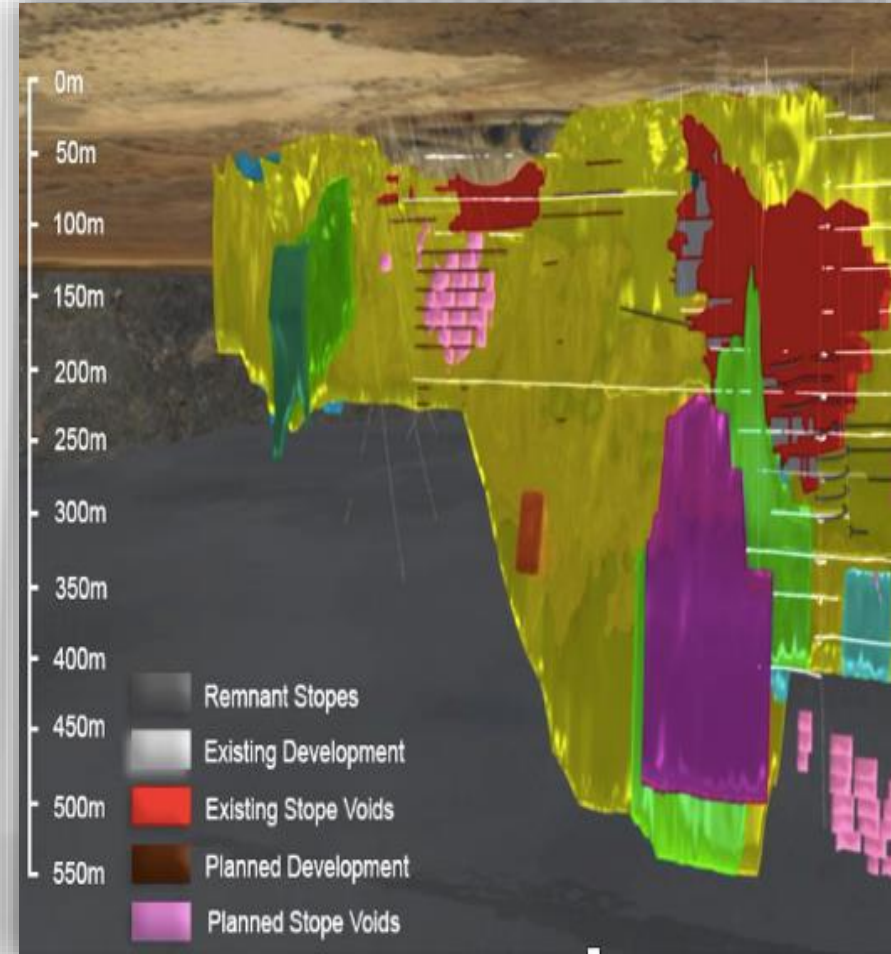 0m
50m
100m
150m
200m
250m
300m
350m
400m
450m
500m
550m
Remnant Stopes
Existing Development
Existing Stope Voids
Planned Development
Planned Stope Voids